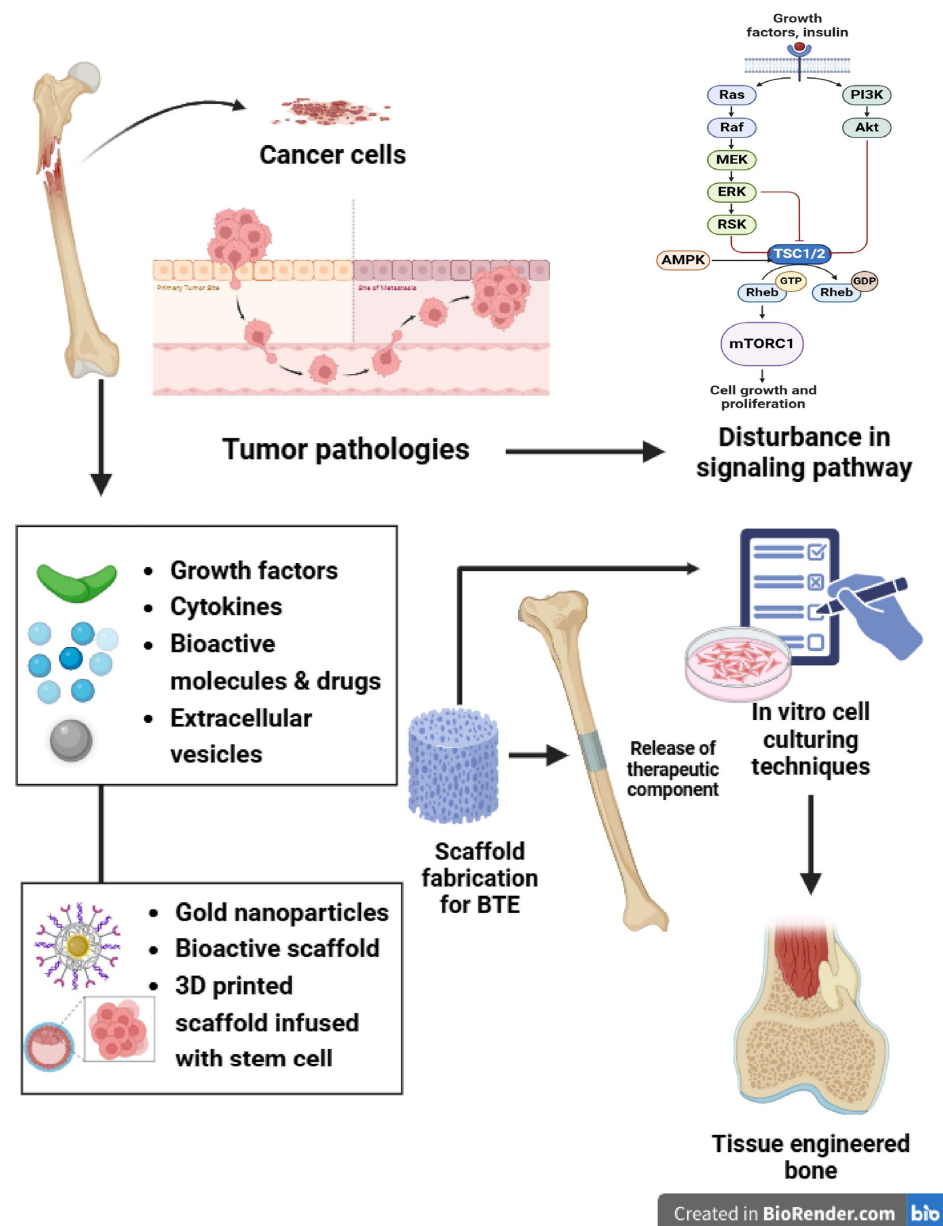 Growth
factors, insulin
Ras
PI3K
Raf
Akt
MEK
ERK
RSK
TSC1/2
AMPK
GTP
GDP
Rheb
Rheb
mTORC1
Cell growth and
proliferation
Cancer cells
Primary Tumor Site
Site of Metastasis
Tumor pathologies
Disturbance in
signaling pathway
• Growth factors
• Cytokines
• Bioactive
molecules & drugs
• Extracellular
vesicles
• Gold nanoparticles
• Bioactive scaffold
• 3D printed
scaffold infused
with stem cell
Scaffold
fabrication
for BTE
Release of
therapeutic
component
In vitro cell
culturing
techniques
Tissue engineered
bone
Created in BioRender.com bio